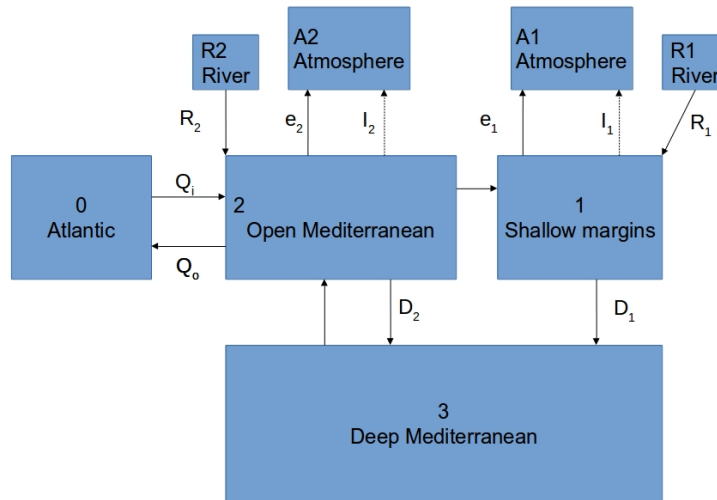 R2
River
A2
Atmosphere
A1
Atmosphere
R1
River
R₂
e₂
I₂
e₁
I₁
R₁
0
Atlantic
Qᵢ
Qₒ
2
Open Mediterranean
1
Shallow margins
D₂
D₁
3
Deep Mediterranean